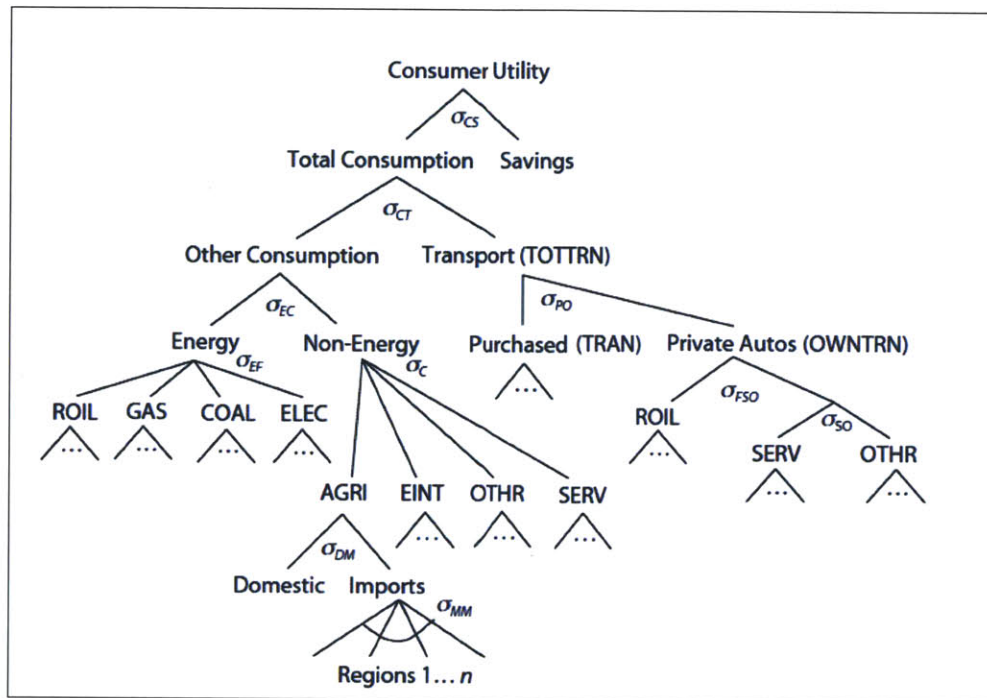 Consumer Utility
σCS
Total Consumption Savings
σCT
Other Consumption Transport (TOTTRN)
σEC σPO
Energy Non-Energy Purchased (TRAN) Private Autos (OWNTRN)
σEF σC ... σFSO
ROIL GAS COAL ELEC ROIL σSO
... ... ... ... ... SERV OTHR
... ...
AGRI EINT OTHR SERV
σDM ... ... ...
Domestic Imports
σMM
Regions 1...n